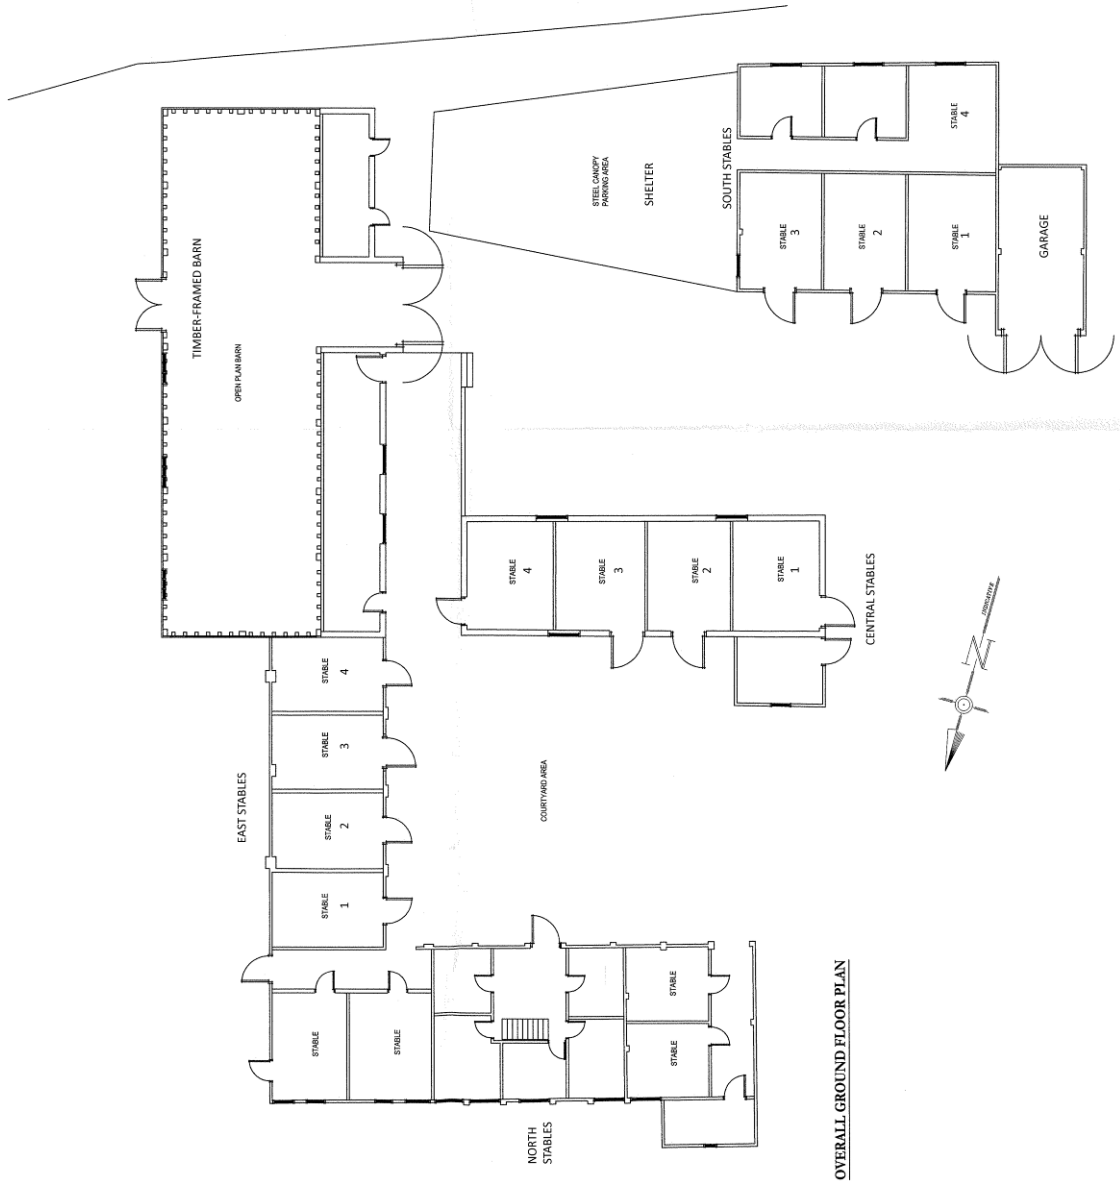 TIMBER-FRAMED BARN
OPEN PLAN BARN
STEEL CANOPY
PARKING AREA
SHELTER
SOUTH STABLES
STABLE
4
STABLE
3
STABLE
2
STABLE
1
GARAGE
STABLE
4
STABLE
3
STABLE
2
STABLE
1
CENTRAL STABLES
EAST STABLES
STABLE
4
STABLE
3
STABLE
2
STABLE
1
COURTYARD AREA
INDICATIVE
N
STABLE
STABLE
STABLE
STABLE
NORTH
STABLES
OVERALL GROUND FLOOR PLAN